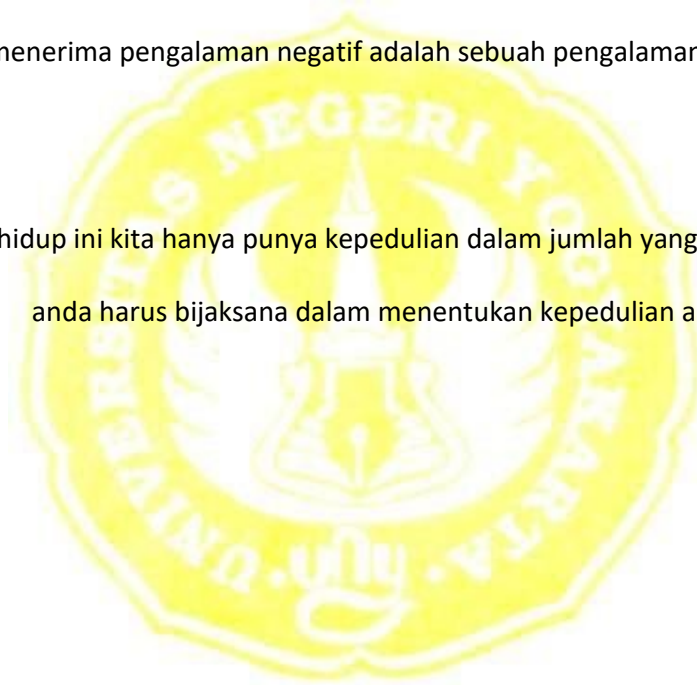 menerima pengalaman negatif adalah sebuah pengalaman
hidup ini kita hanya punya kepedulian dalam jumlah yang
anda harus bijaksana dalam menentukan kepedulian a
UNIVERSITAS NEGERI YOGYAKARTA
uny